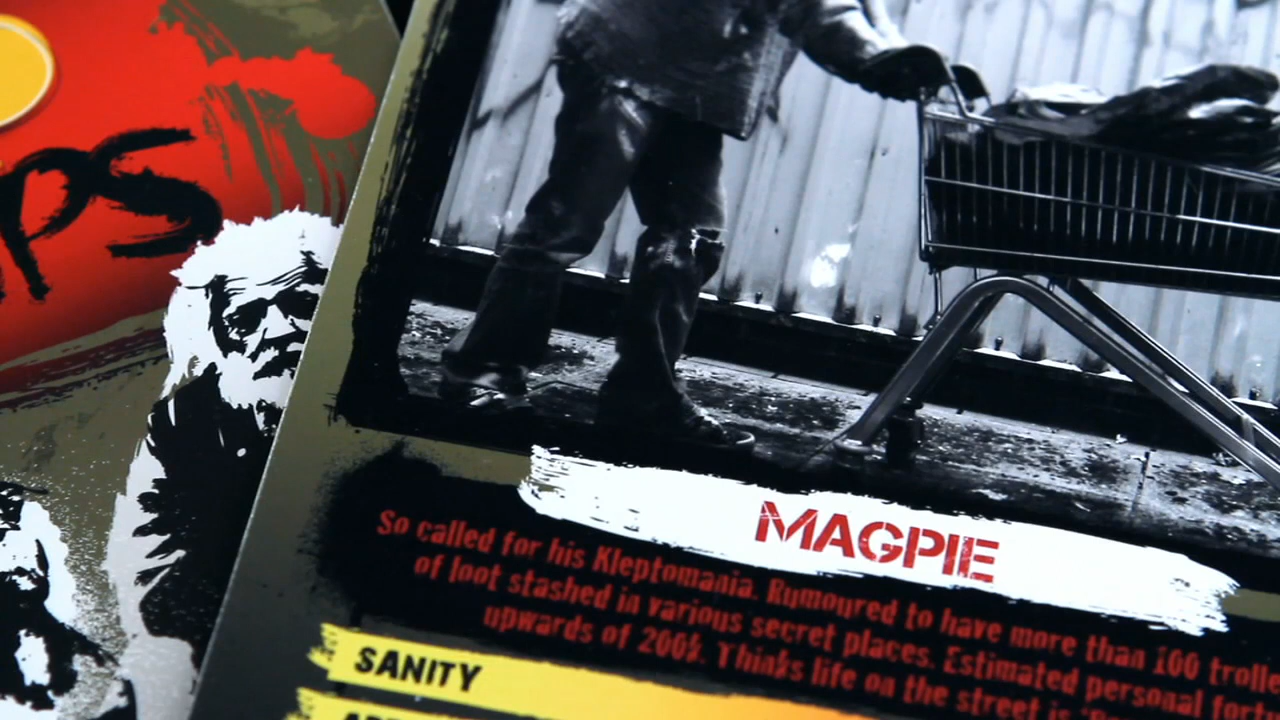 MAGPIE
So called for his Kleptomania. Rumoured to have more than 100 trolle
of loot stashed in various secret places. Estimated personal fort
upwards of 200k. Thinks life on the street is
SANITY